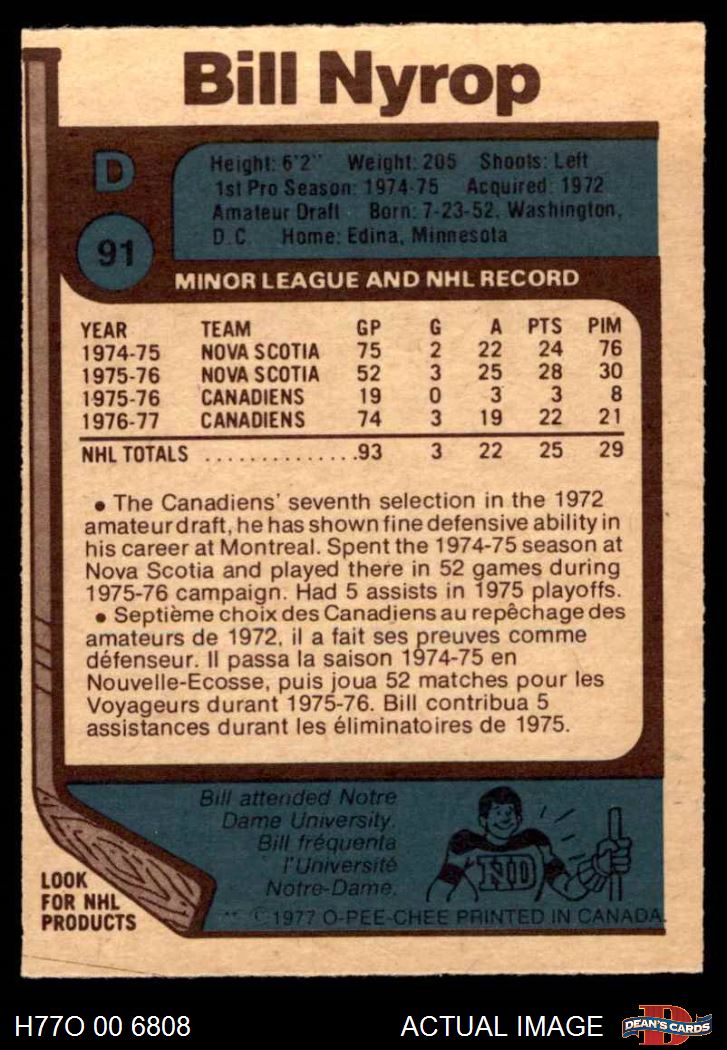 Bill Nyrop
D
91
Height: 6'2" Weight: 205 Shoots: Left
1st Pro Season: 1974-75 Acquired: 1972
Amateur Draft Born: 7-23-52, Washington,
D.C. Home: Edina, Minnesota
MINOR LEAGUE AND NHL RECORD
YEAR TEAM GP G A PTS PIM
1974-75 NOVA SCOTIA 75 2 22 24 76
1975-76 NOVA SCOTIA 52 3 25 28 30
1975-76 CANADIENS 19 0 3 3 8
1976-77 CANADIENS 74 3 19 22 21
NHL TOTALS ..............93 3 22 25 29
• The Canadiens' seventh selection in the 1972
amateur draft, he has shown fine defensive ability in
his career at Montreal. Spent the 1974-75 season at
Nova Scotia and played there in 52 games during
1975-76 campaign. Had 5 assists in 1975 playoffs.
• Septième choix des Canadiens au repêchage des
amateurs de 1972, il a fait ses preuves comme
défenseur. Il passa la saison 1974-75 en
Nouvelle-Ecosse, puis joua 52 matches pour les
Voyageurs durant 1975-76. Bill contribua 5
assistances durant les éliminatoires de 1975.
Bill attended Notre
Dame University.
Bill fréquenta
l'Université
Notre-Dame.
ND
LOOK
FOR NHL
PRODUCTS
** © 1977 O-PEE-CHEE PRINTED IN CANADA.
H77O 00 6808
ACTUAL IMAGE
D
DEAN'S CARDS